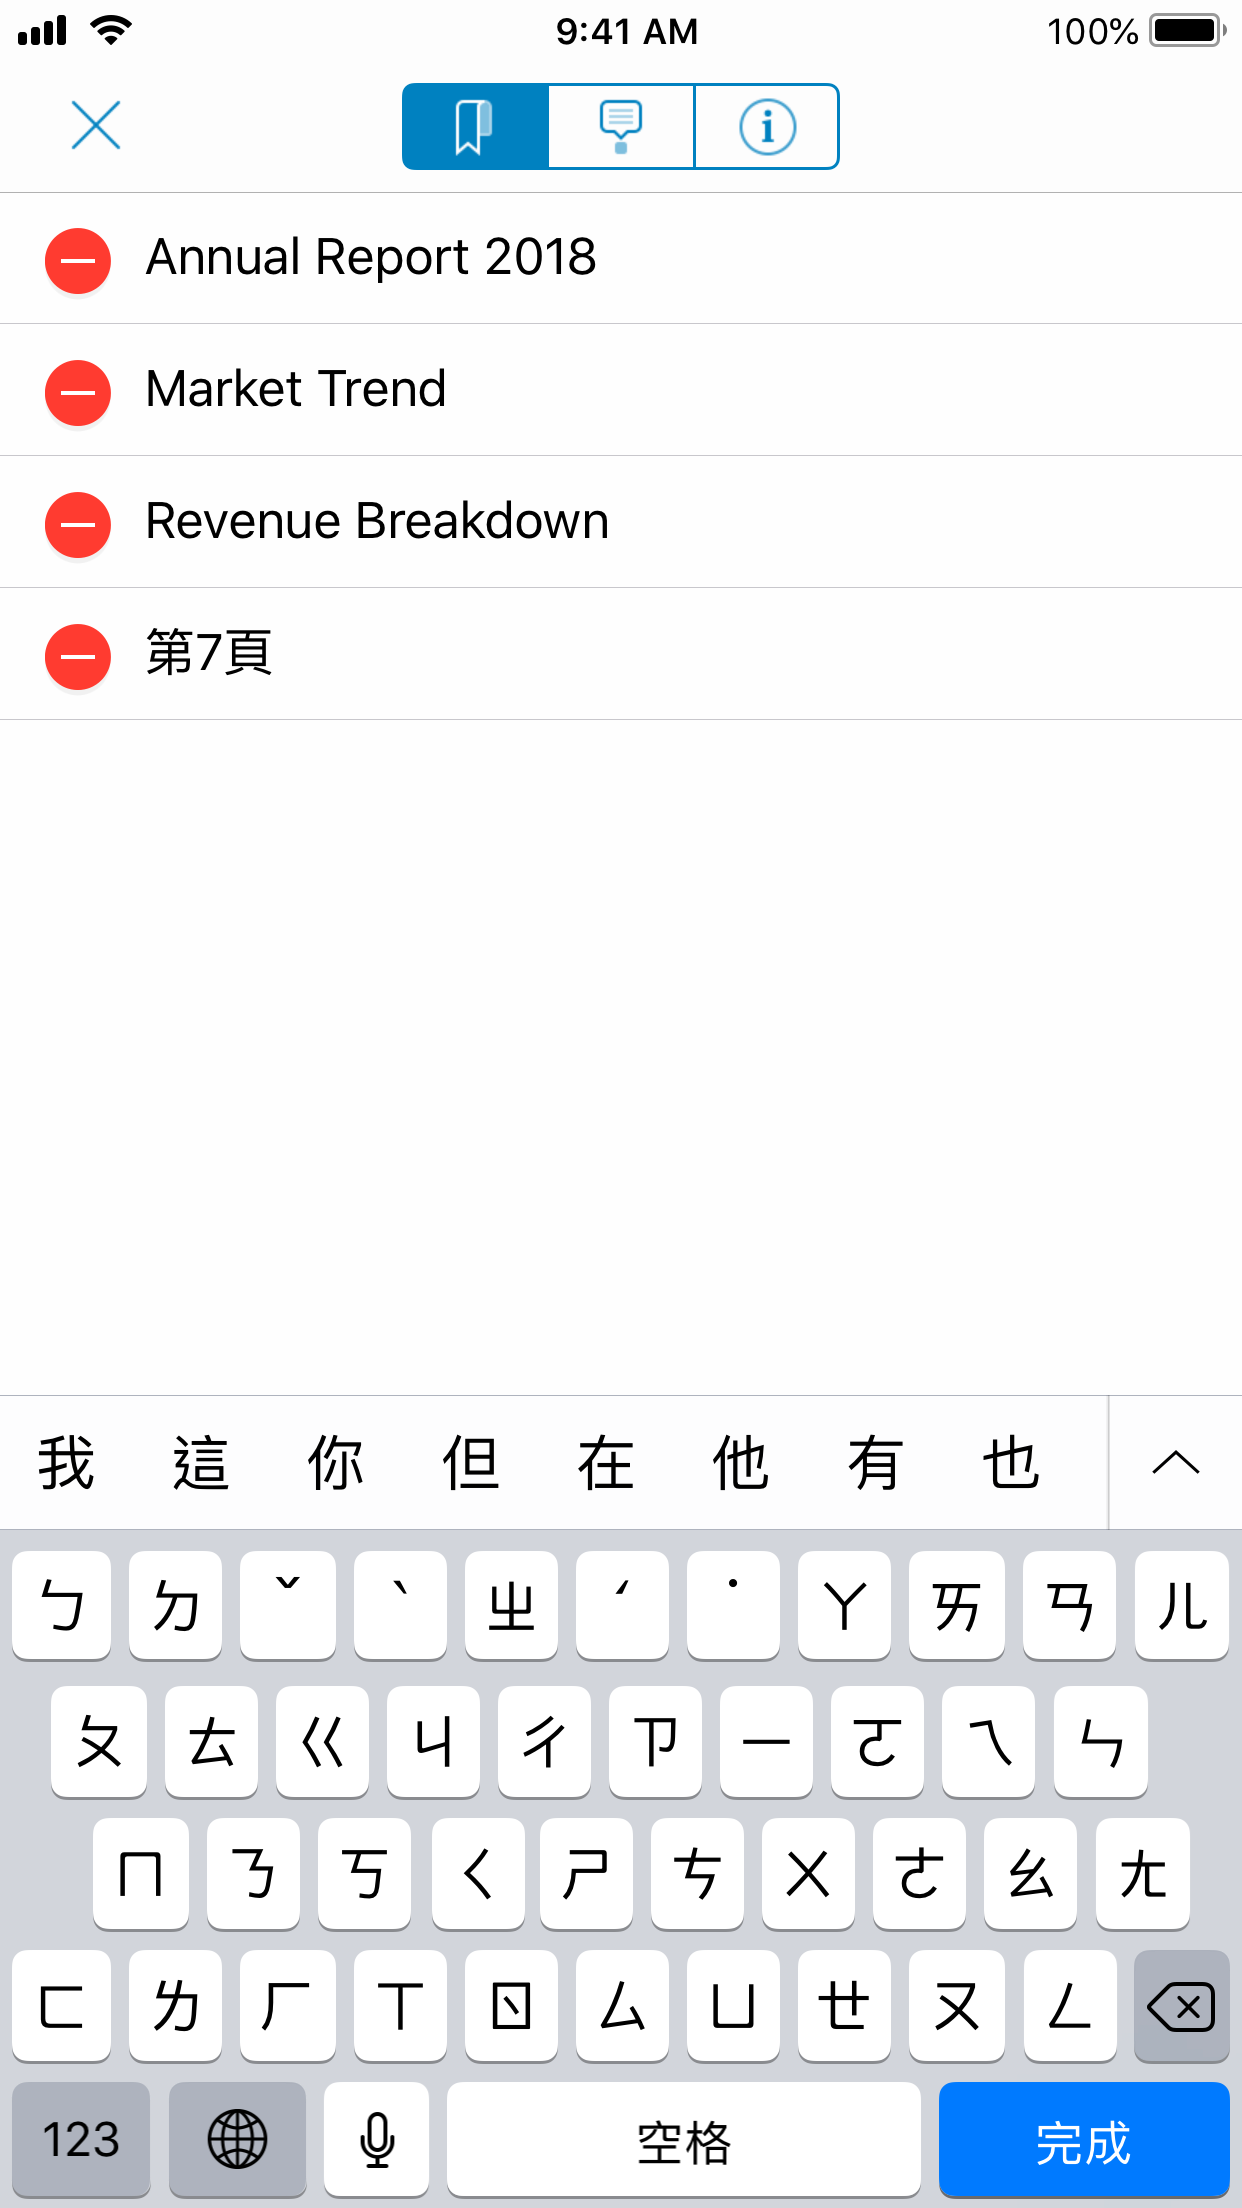 9:41 AM 100%
Annual Report 2018
Market Trend
Revenue Breakdown
第7頁
我 這 你 但 在 他 有 也
ㄅ ㄉ ˇ ˋ ㄓ ˊ ˙ ㄚ ㄞ ㄢ ㄦ
ㄆ ㄊ ㄍ ㄐ ㄔ ㄗ ㄧ ㄛ ㄟ ㄣ
ㄇ ㄋ ㄎ ㄑ ㄕ ㄘ ㄨ ㄜ ㄠ ㄤ
ㄈ ㄌ ㄏ ㄒ ㄖ ㄙ ㄩ ㄝ ㄡ ㄥ
123 空格 完成